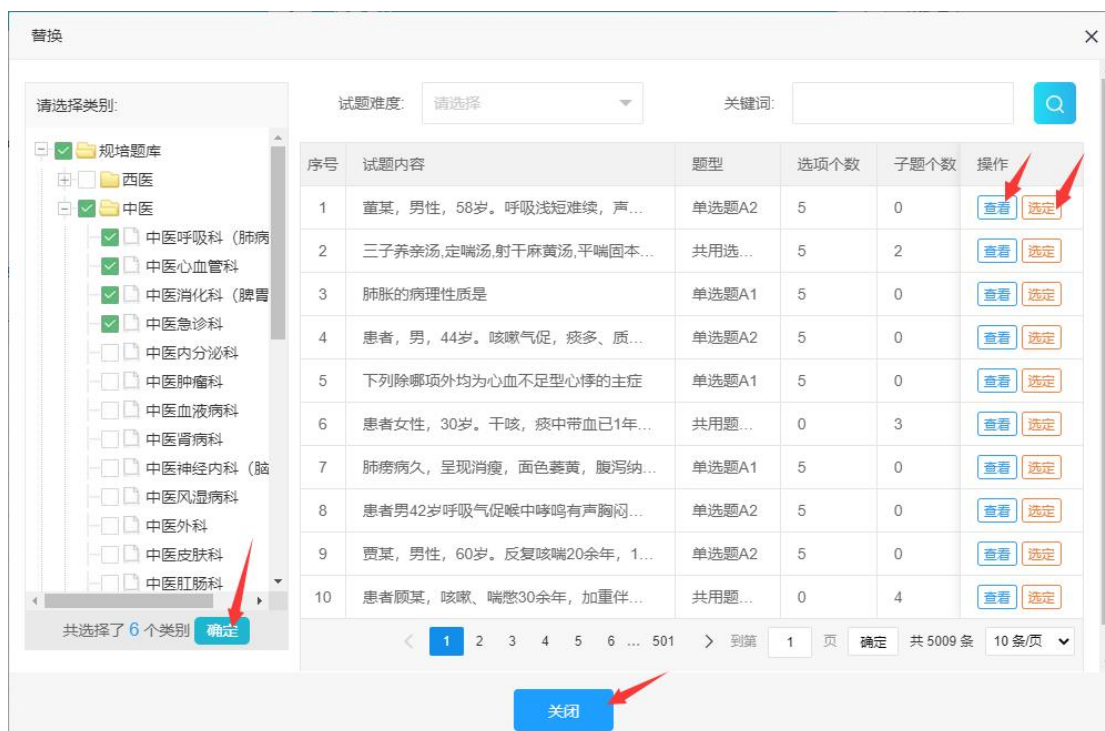 替换
请选择类别:
规培题库
西医
中医
中医呼吸科（肺病
中医心血管科
中医消化科（脾胃
中医急诊科
中医内分泌科
中医肿瘤科
中医血液病科
中医肾病科
中医神经内科（脑
中医风湿病科
中医外科
中医皮肤科
中医肛肠科
共选择了 6 个类别 确定
试题难度: 请选择 关键词:
序号 试题内容 题型 选项个数 子题个数 操作
1 董某，男性，58岁。呼吸浅短难续，声... 单选题A2 5 0 查看 选定
2 三子养亲汤,定喘汤,射干麻黄汤,平喘固本... 共用选... 5 2 查看 选定
3 肺胀的病理性质是 单选题A1 5 0 查看 选定
4 患者，男，44岁。咳嗽气促，痰多、质... 单选题A2 5 0 查看 选定
5 下列除哪项外均为心血不足型心悸的主症 单选题A1 5 0 查看 选定
6 患者女性，30岁。干咳，痰中带血已1年... 共用题... 0 3 查看 选定
7 肺痨病久，呈现消瘦，面色萎黄，腹泻纳... 单选题A1 5 0 查看 选定
8 患者男42岁呼吸气促喉中哮鸣有声胸闷... 单选题A2 5 0 查看 选定
9 贾某，男性，60岁。反复咳喘20余年，1... 单选题A2 5 0 查看 选定
10 患者顾某，咳嗽、喘憋30余年，加重伴... 共用题... 0 4 查看 选定
1 2 3 4 5 6 ... 501 到第 1 页 确定 共 5009 条 10 条/页
关闭